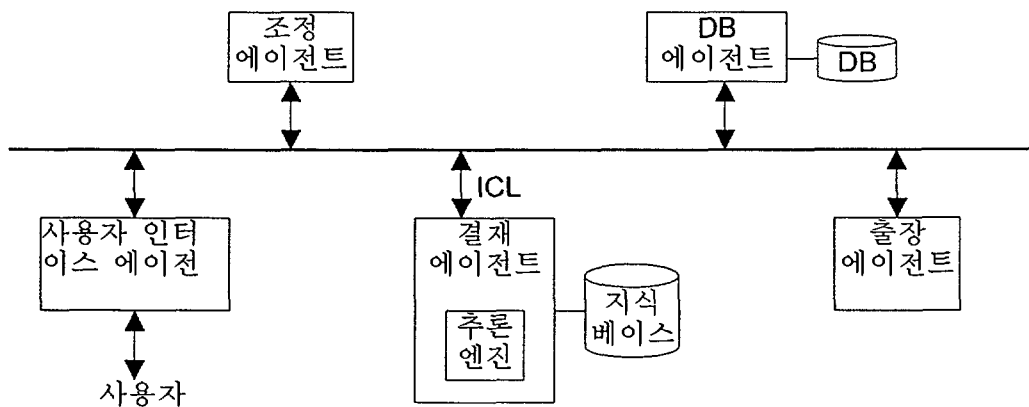 조정
에이전트
DB
에이전트
DB
ICL
사용자 인터
이스 에이전
결재
에이전트
추론
엔진
지식
베이스
출장
에이전트
사용자